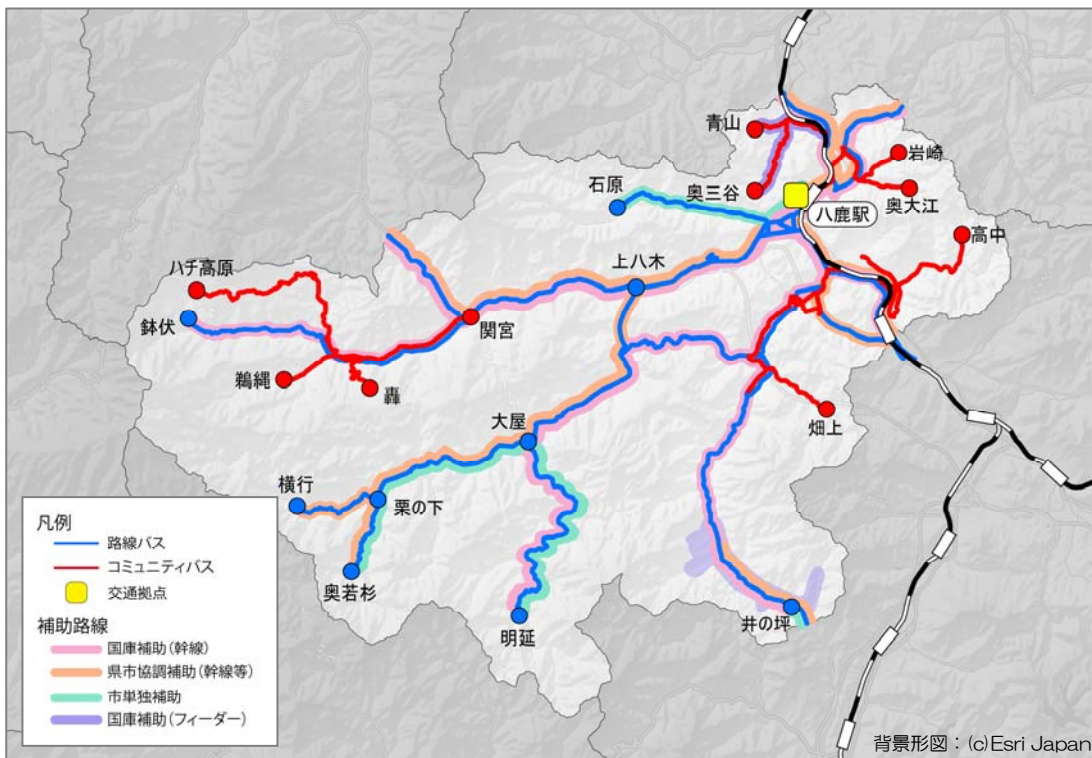 青山
岩崎
石原
奥三谷
奥大江
八鹿駅
高中
ハチ高原
上八木
鉢伏
関宮
鵜縄
轟
畑上
大屋
横行
栗の下
奥若杉
明延
井の坪
凡例
路線バス
コミュニティバス
交通拠点
補助路線
国庫補助(幹線)
県市協調補助(幹線等)
市単独補助
国庫補助(フィーダー)
背景形図：(c)Esri Japan